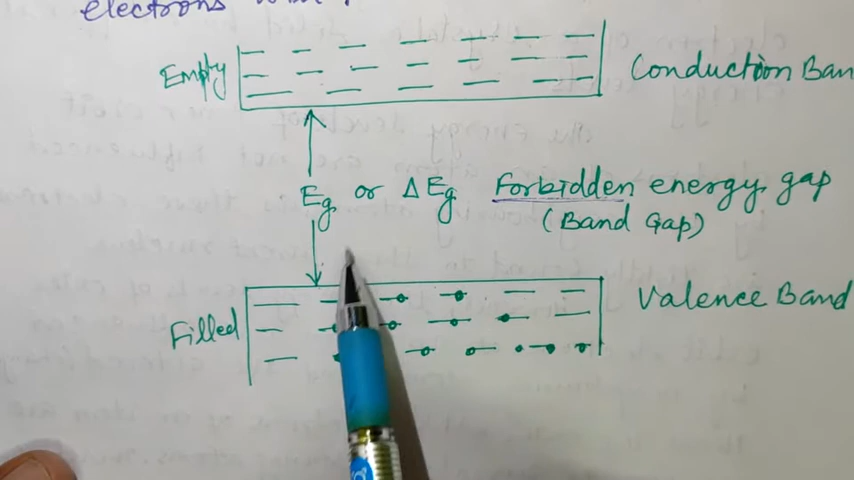 electrons
Empty
Conduction Ban
Eg or ΔEg Forbidden energy gap
(Band Gap)
Valence Band
Filled